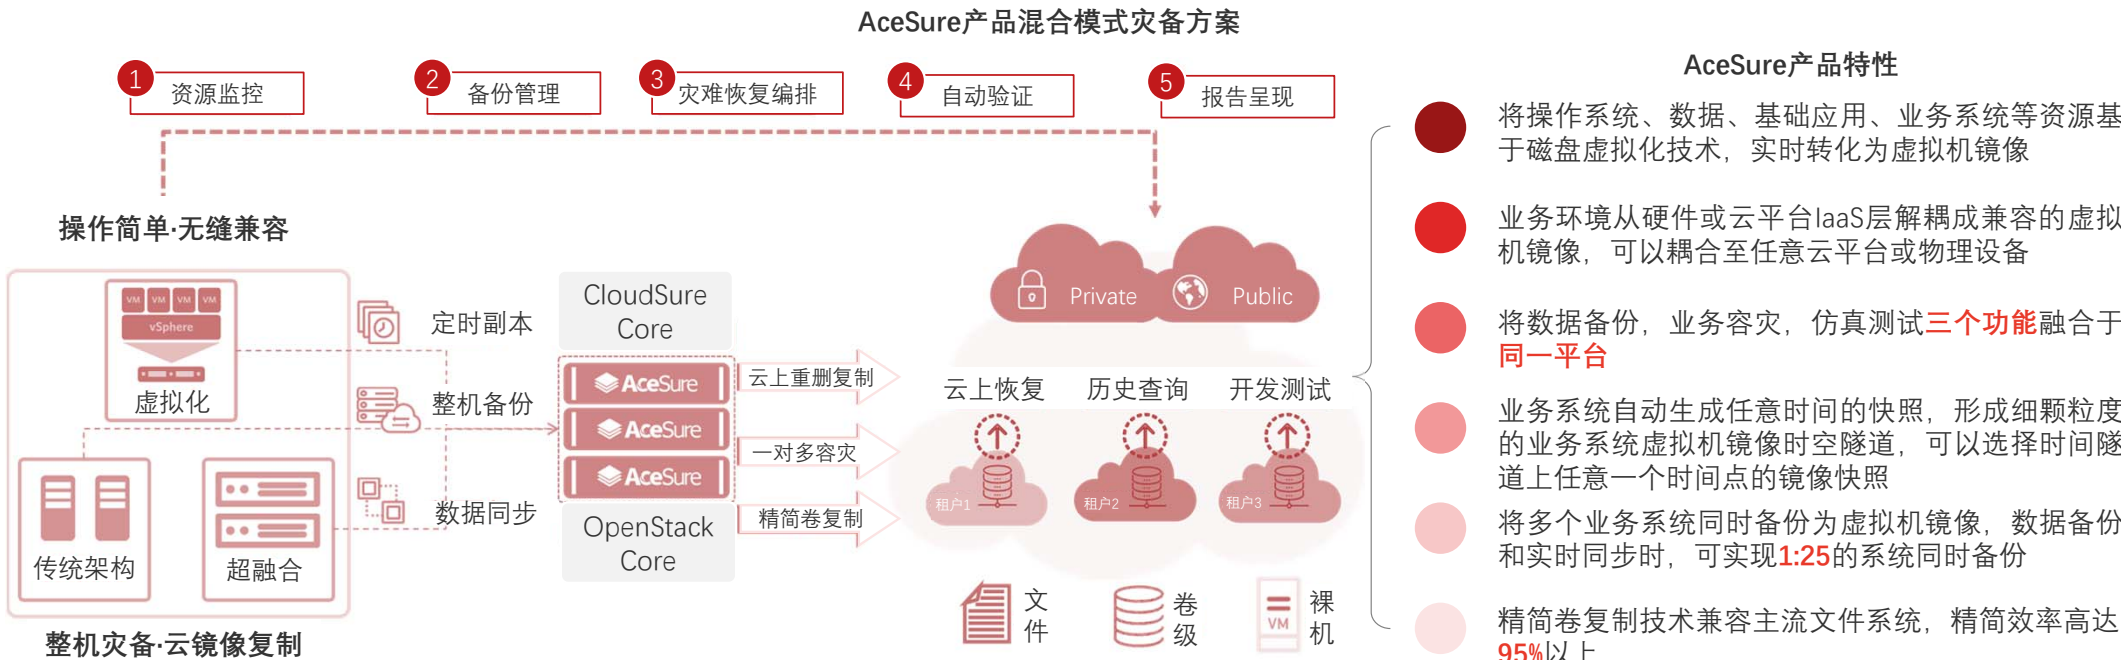 AceSure产品混合模式灾备方案
1 资源监控
2 备份管理
3 灾难恢复编排
4 自动验证
5 报告呈现
操作简单·无缝兼容
VM VM VM VM
vSphere
虚拟化
传统架构
超融合
整机灾备·云镜像复制
定时副本
整机备份
数据同步
CloudSure
Core
AceSure
AceSure
AceSure
OpenStack
Core
云上重删复制
一对多容灾
精简卷复制
Private
Public
云上恢复
历史查询
开发测试
租户1
租户2
租户3
文
件
卷
级
VM
裸
机
AceSure产品特性
将操作系统、数据、基础应用、业务系统等资源基
于磁盘虚拟化技术，实时转化为虚拟机镜像
业务环境从硬件或云平台IaaS层解耦成兼容的虚拟
机镜像，可以耦合至任意云平台或物理设备
将数据备份，业务容灾，仿真测试三个功能融合于
同一平台
业务系统自动生成任意时间的快照，形成细颗粒度
的业务系统虚拟机镜像时空隧道，可以选择时间隧
道上任意一个时间点的镜像快照
将多个业务系统同时备份为虚拟机镜像，数据备份
和实时同步时，可实现1:25的系统同时备份
精简卷复制技术兼容主流文件系统，精简效率高达
95%以上